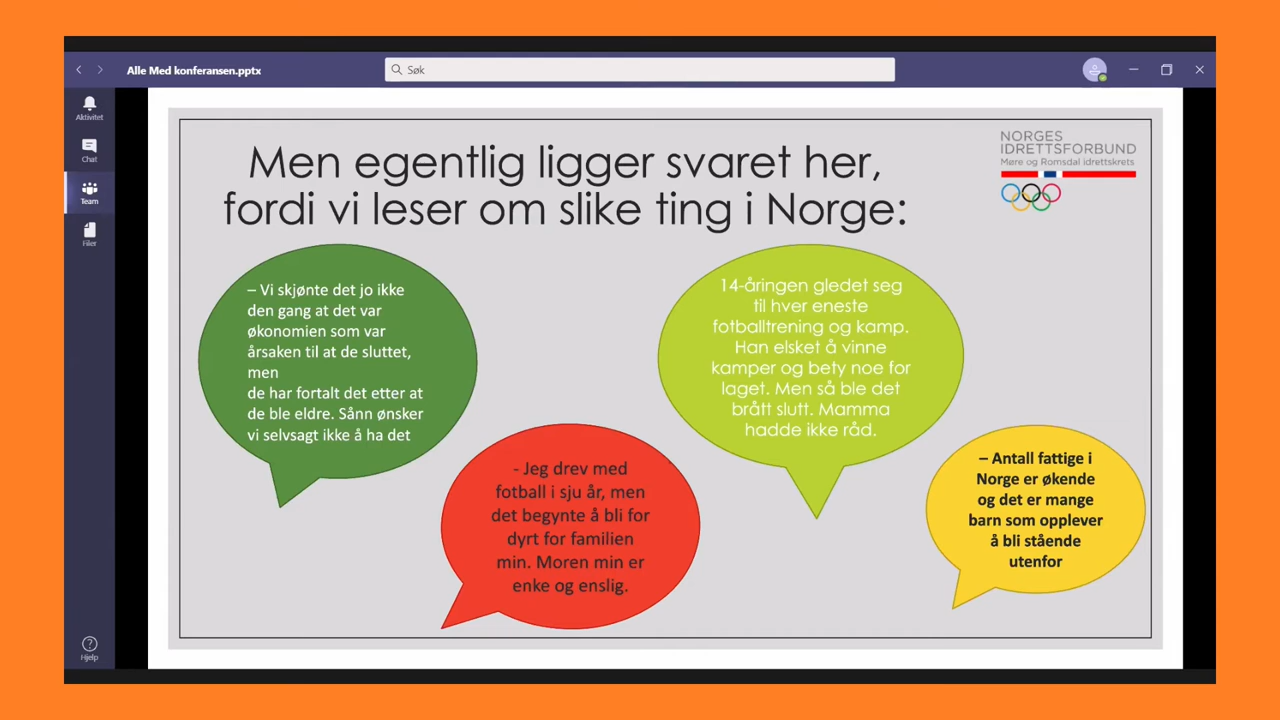 Alle Med konferansen.pptx
Søk
Aktivitet
Chat
Team
Filer
Hjelp
Men egentlig ligger svaret her,
fordi vi leser om slike ting i Norge:
NORGES
IDRETTSFORBUND
Møre og Romsdal idrettskrets
– Vi skjønte det jo ikke
den gang at det var
økonomien som var
årsaken til at de sluttet,
men
de har fortalt det etter at
de ble eldre. Sånn ønsker
vi selvsagt ikke å ha det
- Jeg drev med
fotball i sju år, men
det begynte å bli for
dyrt for familien
min. Moren min er
enke og enslig.
14-åringen gledet seg
til hver eneste
fotballtrening og kamp.
Han elsket å vinne
kamper og bety noe for
laget. Men så ble det
brått slutt. Mamma
hadde ikke råd.
– Antall fattige i
Norge er økende
og det er mange
barn som opplever
å bli stående
utenfor